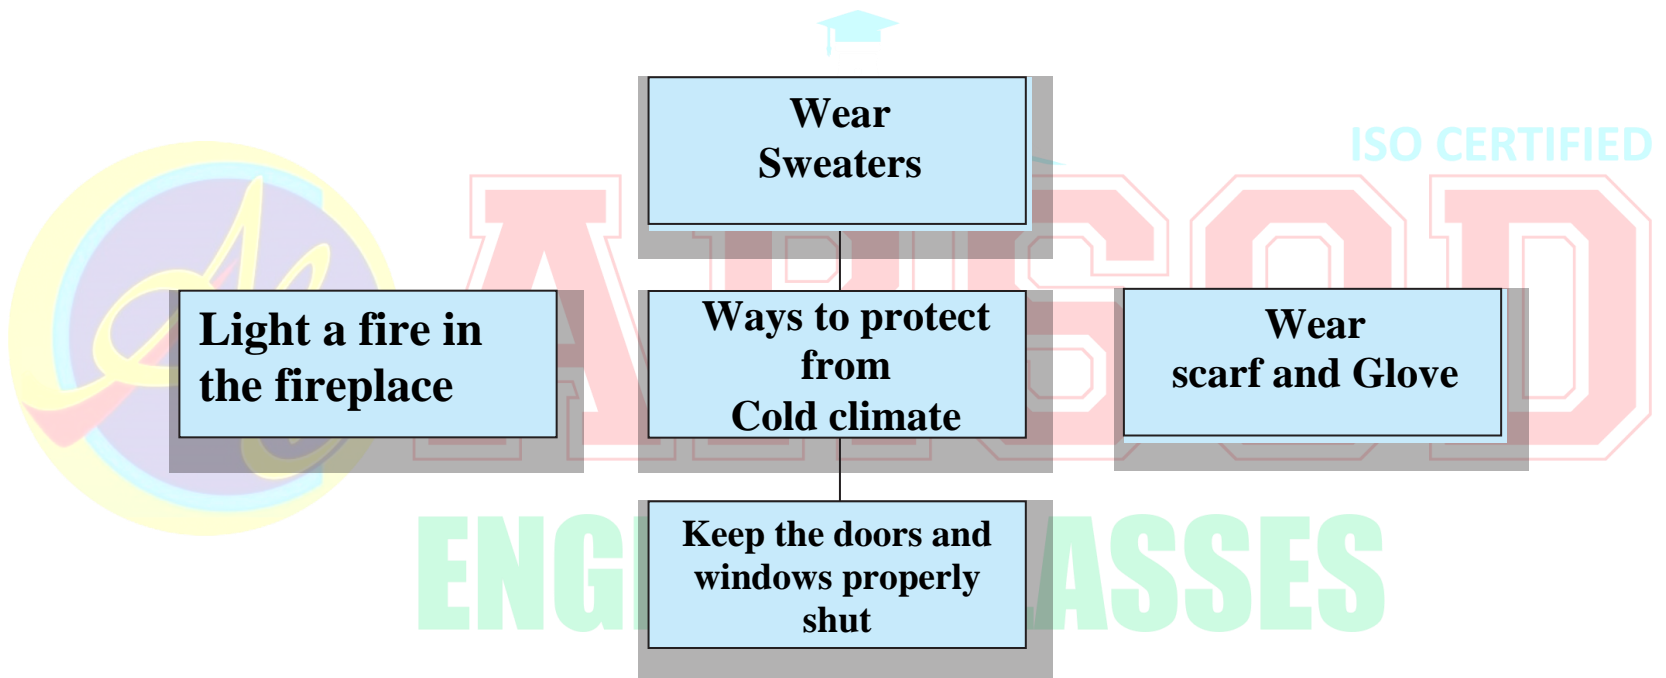 Wear
Sweaters
ISO CERTIFIED
Light a fire in
the fireplace
Ways to protect
from
Cold climate
Wear
scarf and Glove
Keep the doors and
windows properly
shut